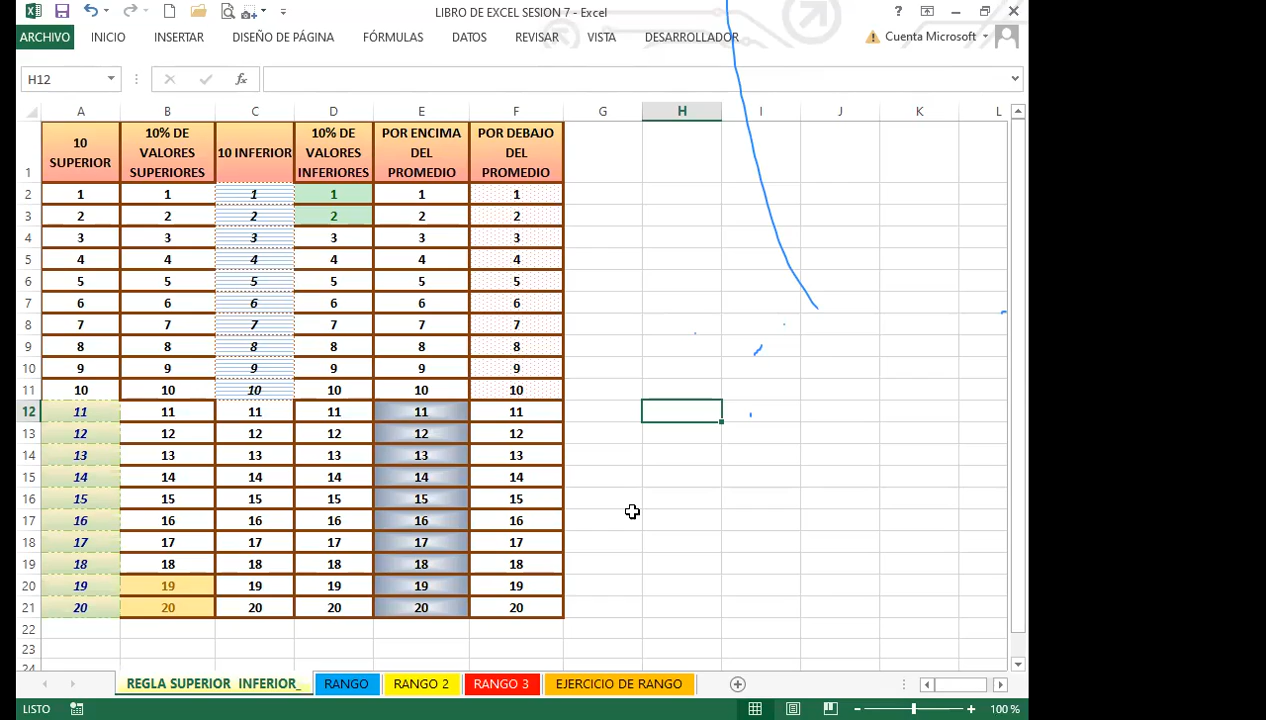 LIBRO DE EXCEL SESION 7 - Excel
?
ARCHIVO INICIO INSERTAR DISEÑO DE PÁGINA FÓRMULAS DATOS REVISAR VISTA DESARROLLADOR Cuenta Microsoft
H12 fx
A B C D E F G H I J K L
1 10 SUPERIOR 10% DE VALORES SUPERIORES 10 INFERIOR 10% DE VALORES INFERIORES POR ENCIMA DEL PROMEDIO POR DEBAJO DEL PROMEDIO
2 1 1 1 1 1 1
3 2 2 2 2 2 2
4 3 3 3 3 3 3
5 4 4 4 4 4 4
6 5 5 5 5 5 5
7 6 6 6 6 6 6
8 7 7 7 7 7 7
9 8 8 8 8 8 8
10 9 9 9 9 9 9
11 10 10 10 10 10 10
12 11 11 11 11 11 11
13 12 12 12 12 12 12
14 13 13 13 13 13 13
15 14 14 14 14 14 14
16 15 15 15 15 15 15
17 16 16 16 16 16 16
18 17 17 17 17 17 17
19 18 18 18 18 18 18
20 19 19 19 19 19 19
21 20 20 20 20 20 20
22
23
24
REGLA SUPERIOR INFERIOR_ RANGO RANGO 2 RANGO 3 EJERCICIO DE RANGO
LISTO 100 %